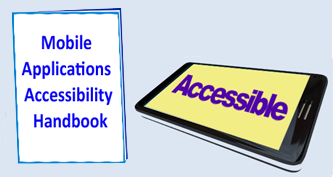 Mobile
Applications
Accessibility
Handbook
Accessible